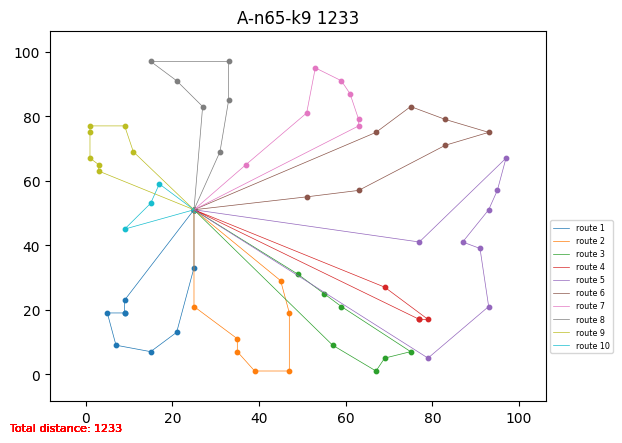 A-n65-k9 1233
100
80
60
40
20
0
0 20 40 60 80 100
route 1
route 2
route 3
route 4
route 5
route 6
route 7
route 8
route 9
route 10
Total distance: 1233